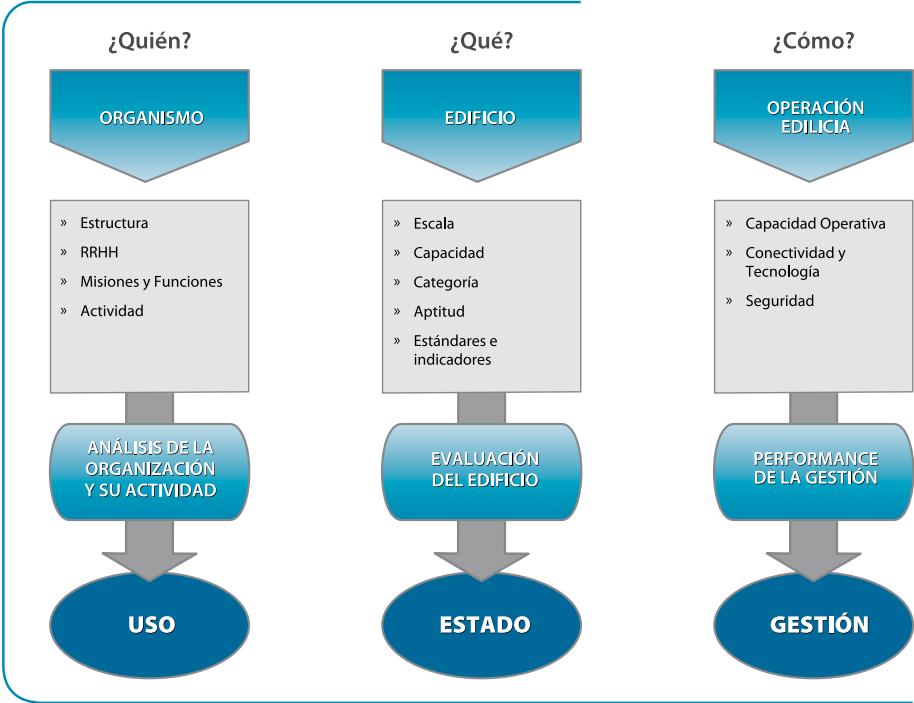 ¿Quién?
ORGANISMO
» Estructura
» RRHH
» Misiones y Funciones
» Actividad
ANÁLISIS DE LA
ORGANIZACIÓN
Y SU ACTIVIDAD
USO
¿Qué?
EDIFICIO
» Escala
» Capacidad
» Categoría
» Aptitud
» Estándares e
indicadores
EVALUACIÓN
DEL EDIFICIO
ESTADO
¿Cómo?
OPERACIÓN
EDILICIA
» Capacidad Operativa
» Conectividad y
Tecnología
» Seguridad
PERFORMANCE
DE LA GESTIÓN
GESTIÓN